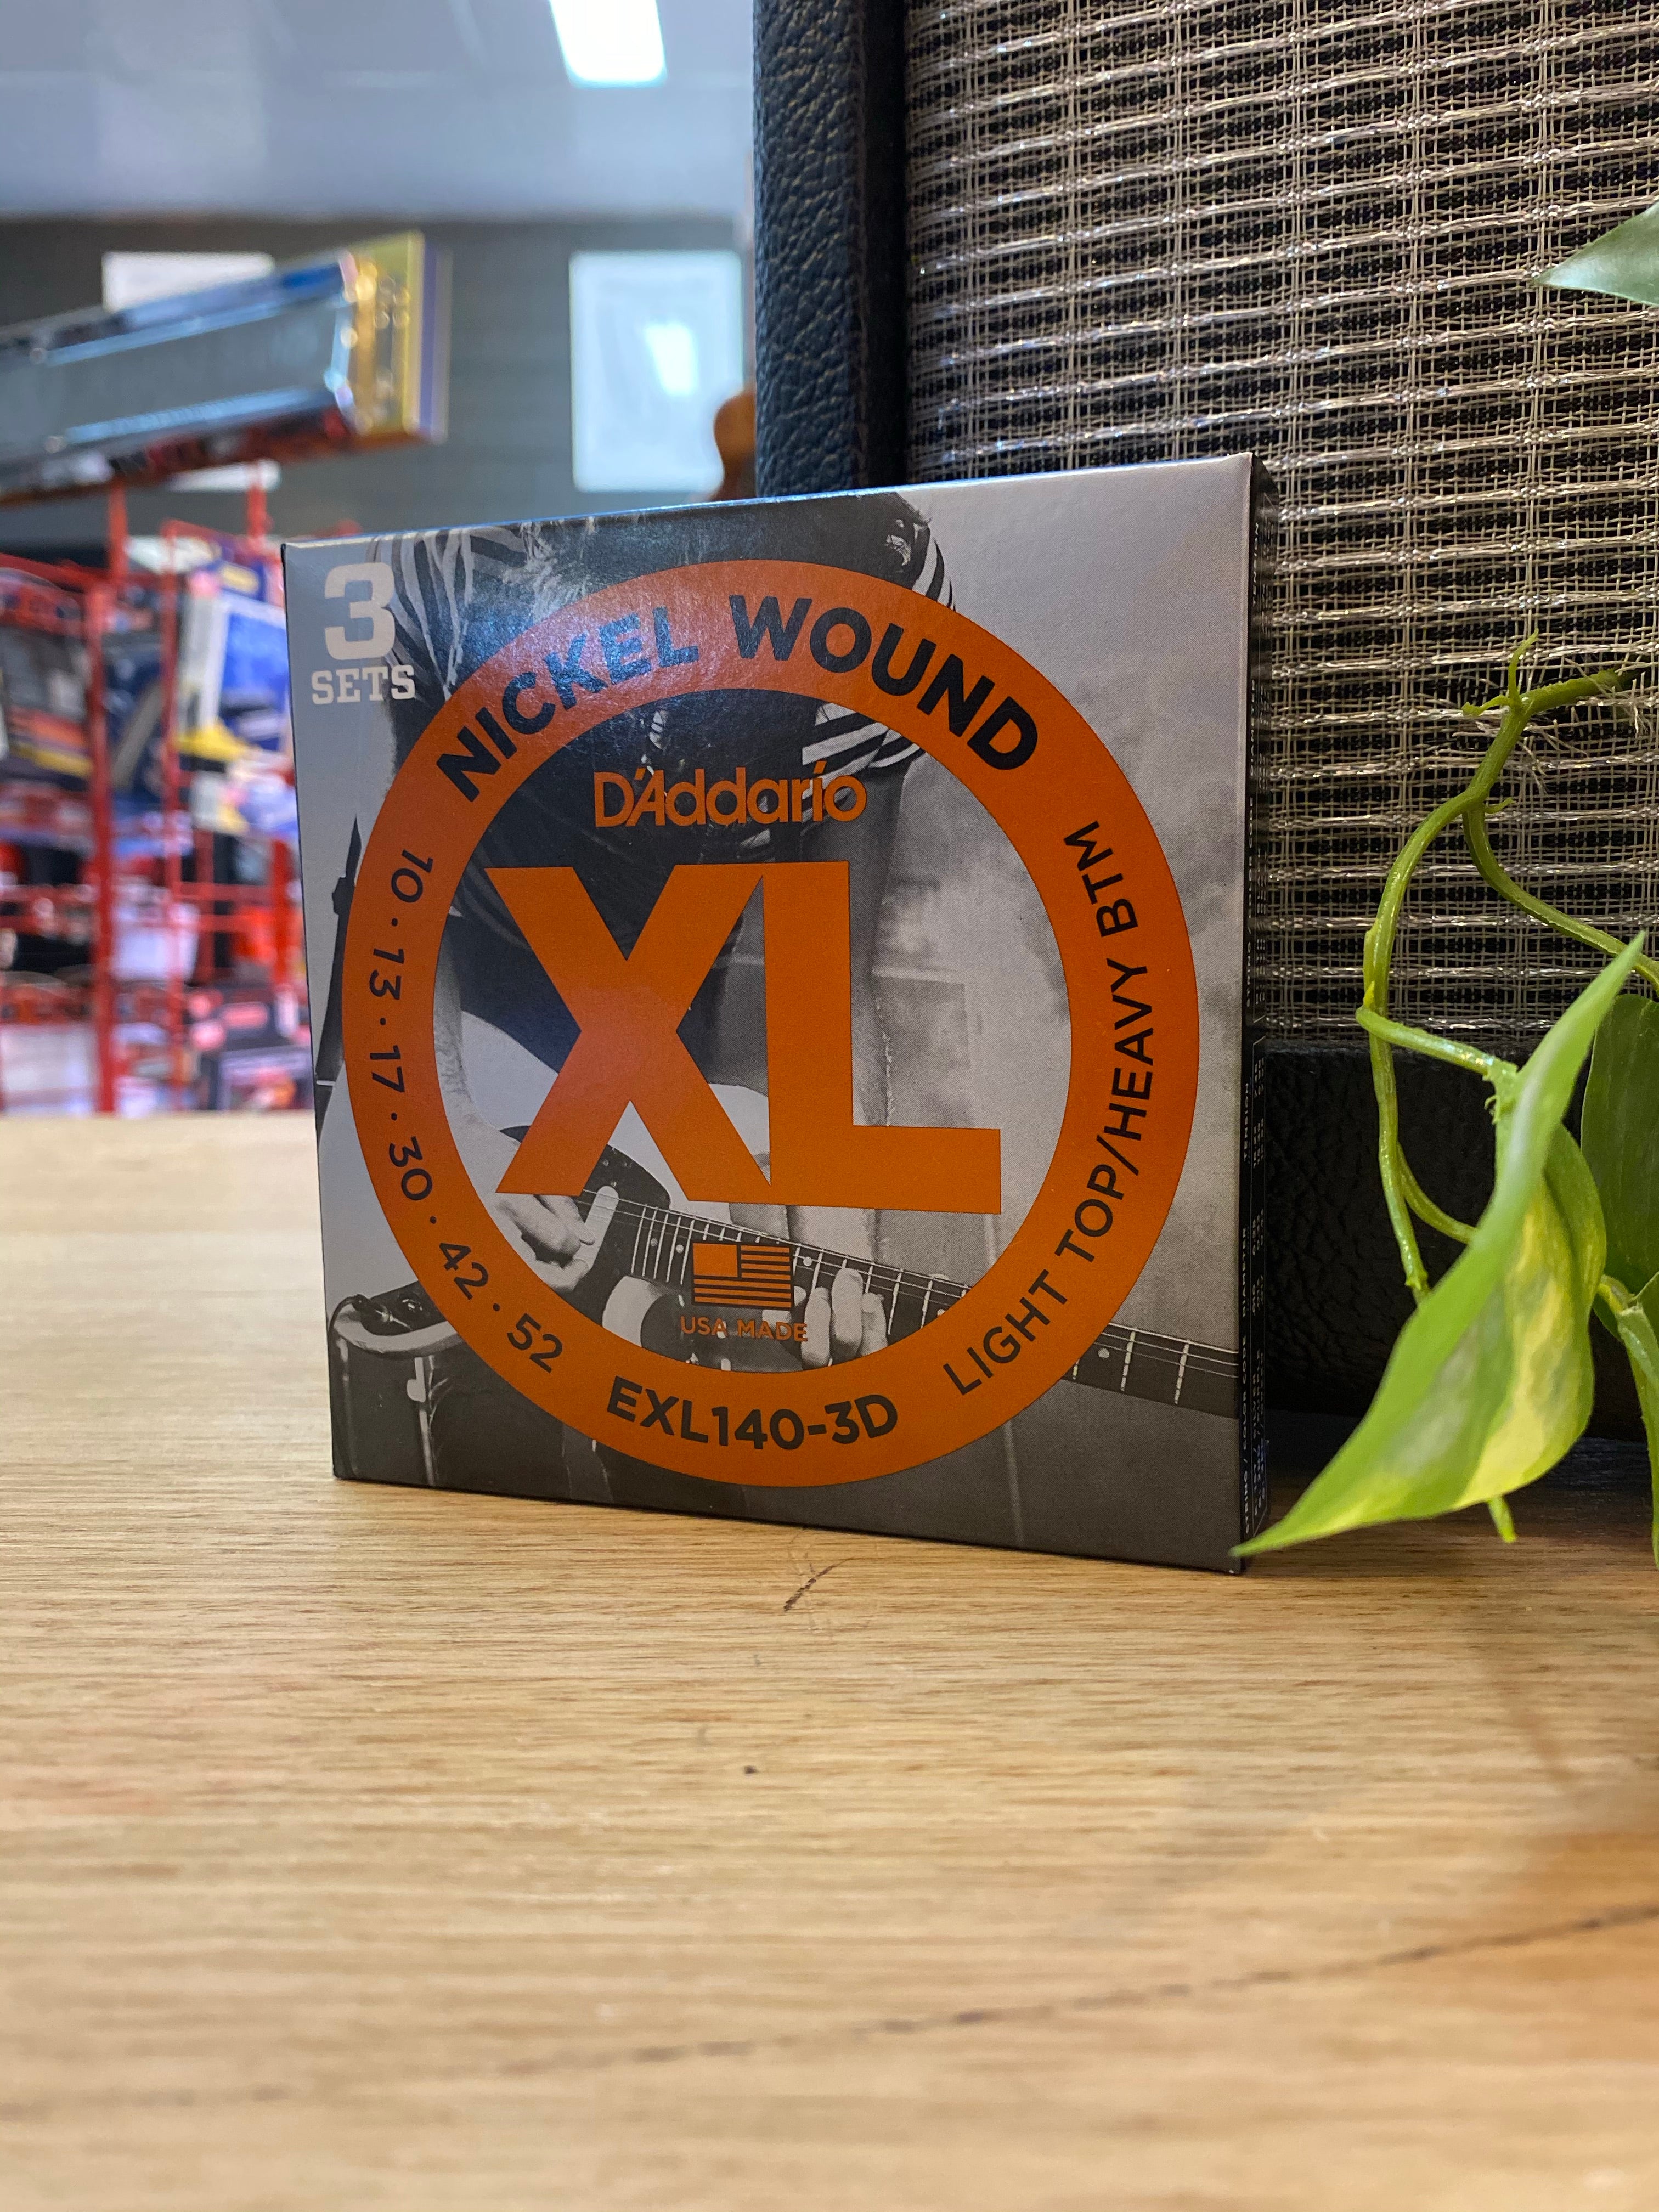 3
SETS
NICKEL WOUND
D'Addario
XL
USA MADE
10 · 13 · 17 · 30 · 42 · 52
EXL140-3D
LIGHT TOP/HEAVY BTM